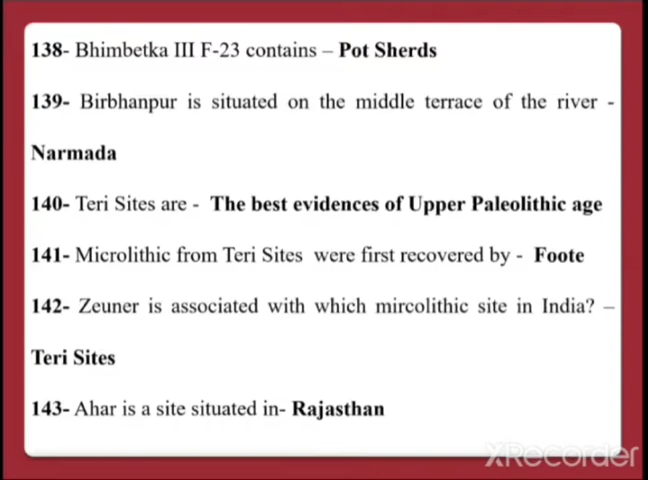 138- Bhimbetka III F-23 contains – Pot Sherds
139- Birbhanpur is situated on the middle terrace of the river -
Narmada
140- Teri Sites are - The best evidences of Upper Paleolithic age
141- Microlithic from Teri Sites were first recovered by - Foote
142- Zeuner is associated with which mircolithic site in India? –
Teri Sites
143- Ahar is a site situated in- Rajasthan
XRecorder